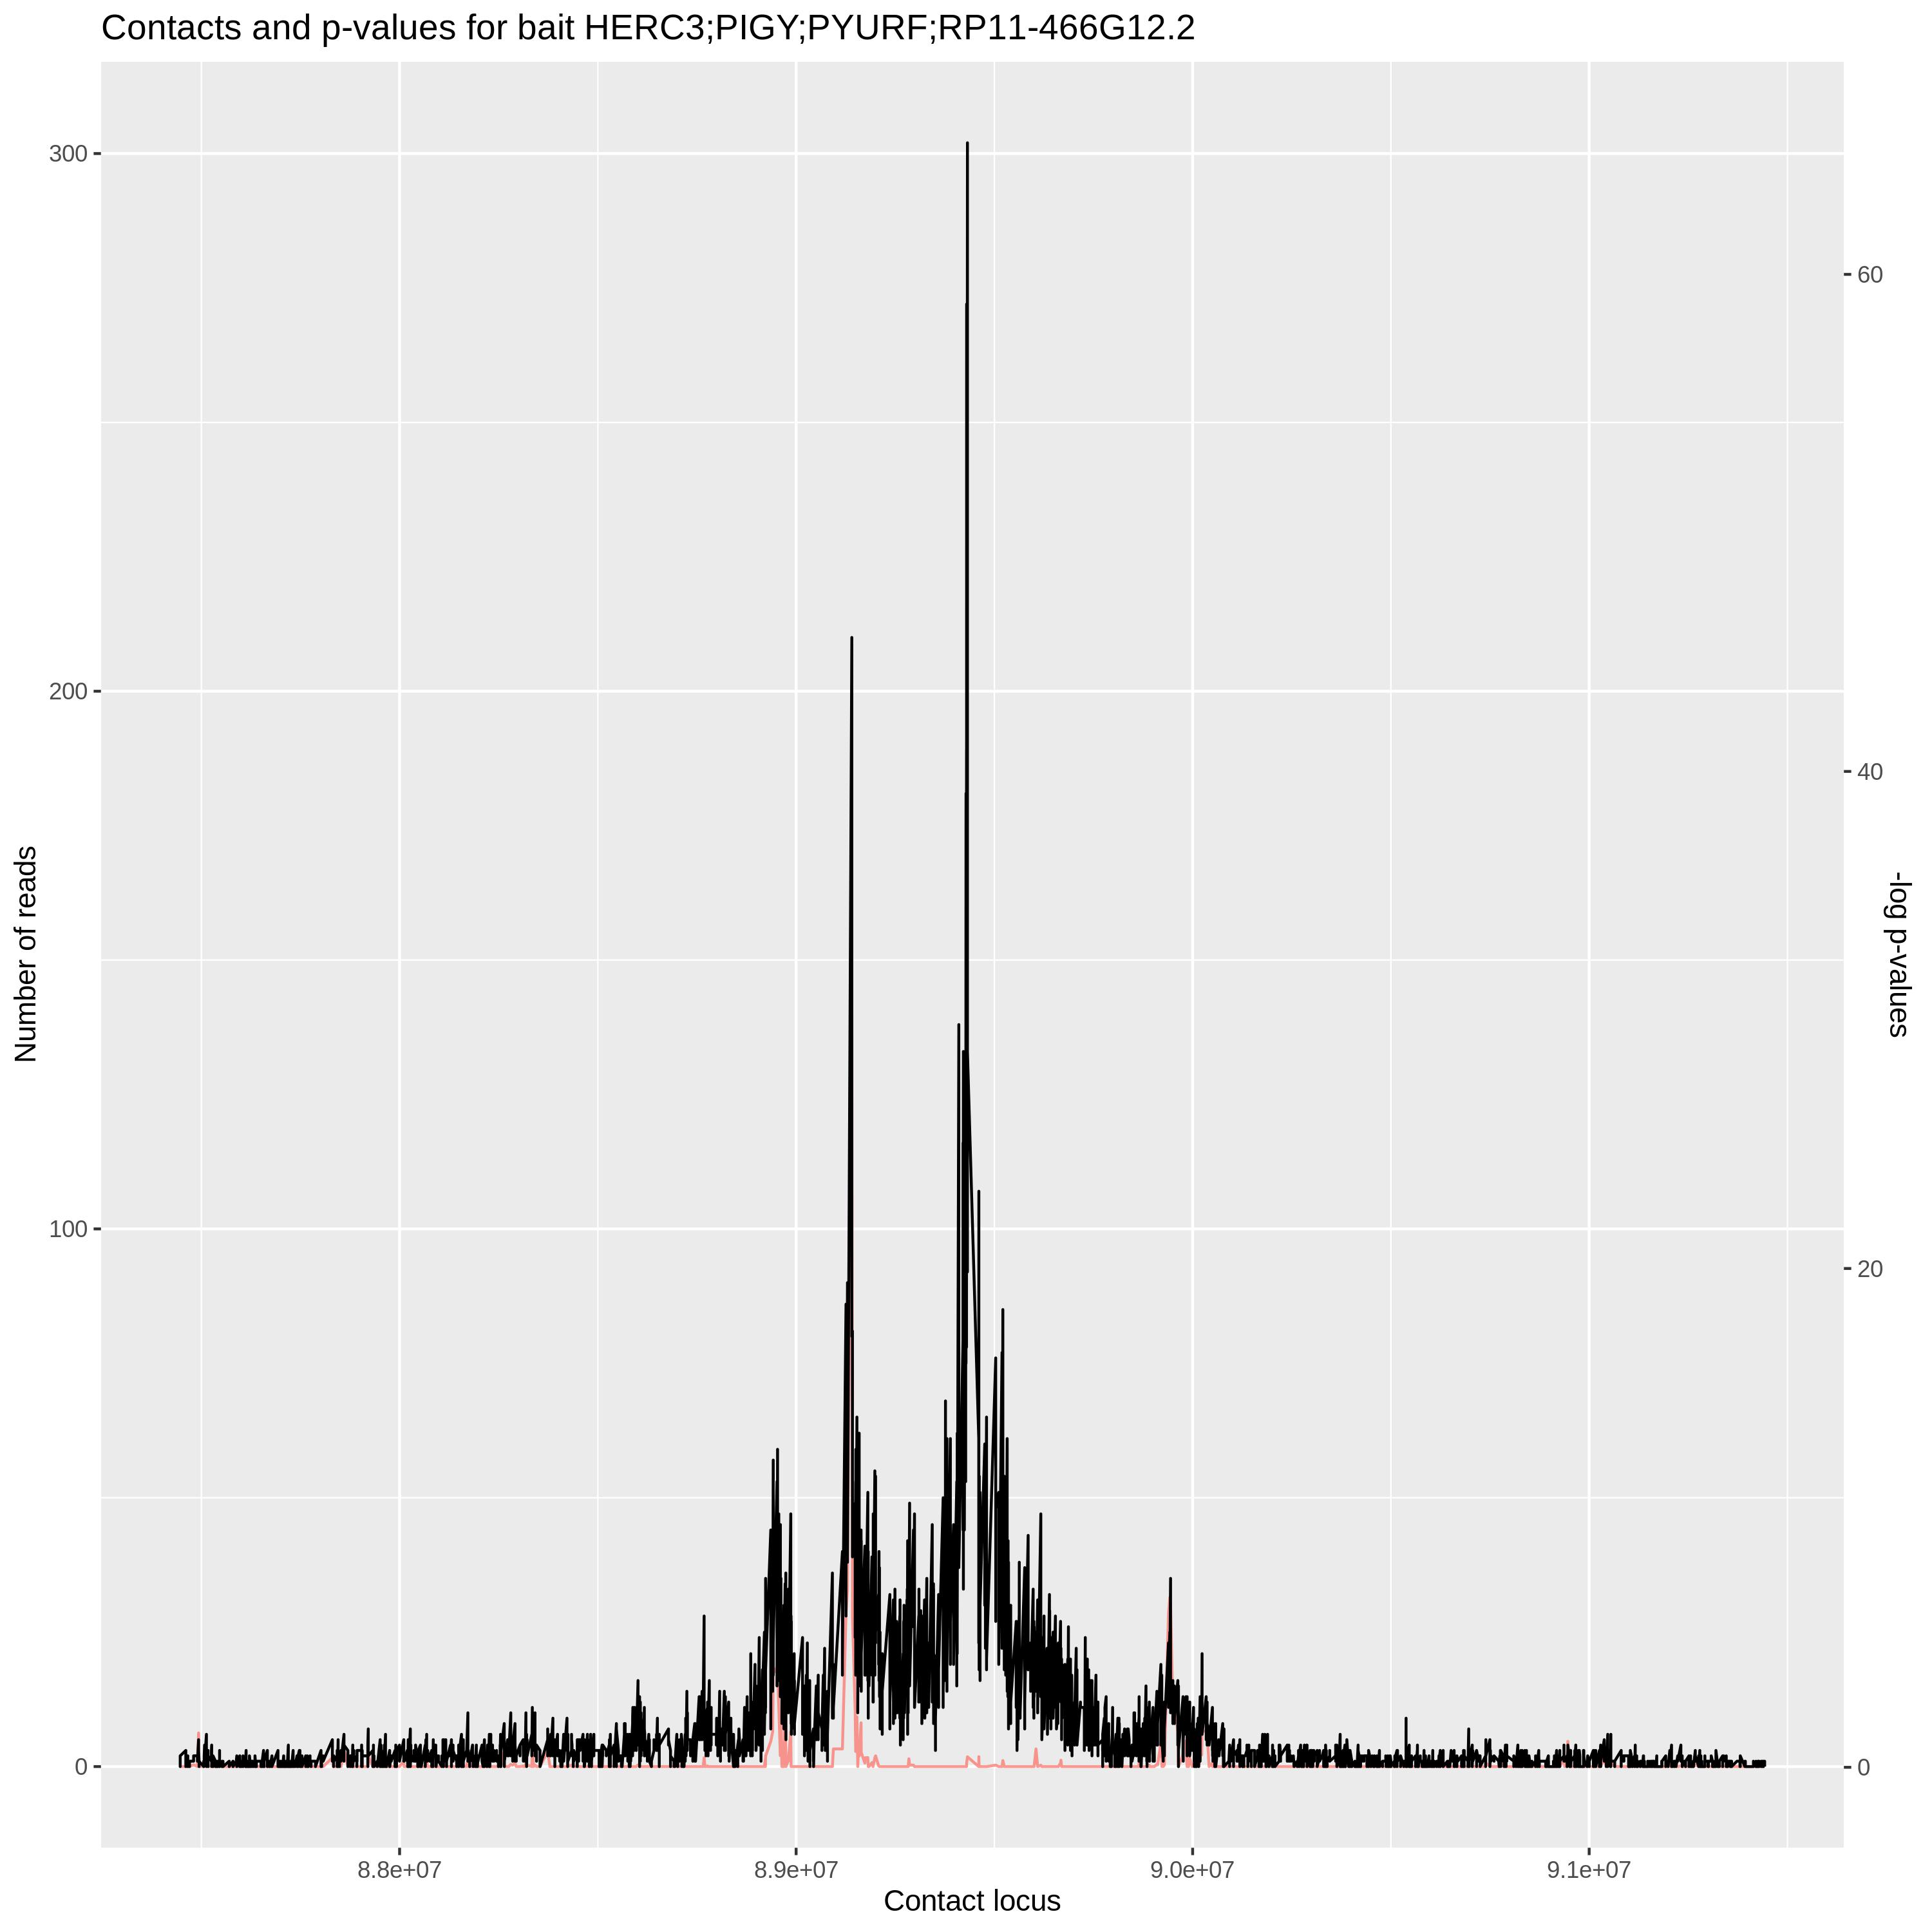 Contacts and p-values for bait HERC3;PIGY;PYURF;RP11-466G12.2
300
200
100
0
Number of reads
60
40
20
0
-log p-values
8.8e+07
8.9e+07
9.0e+07
9.1e+07
Contact locus